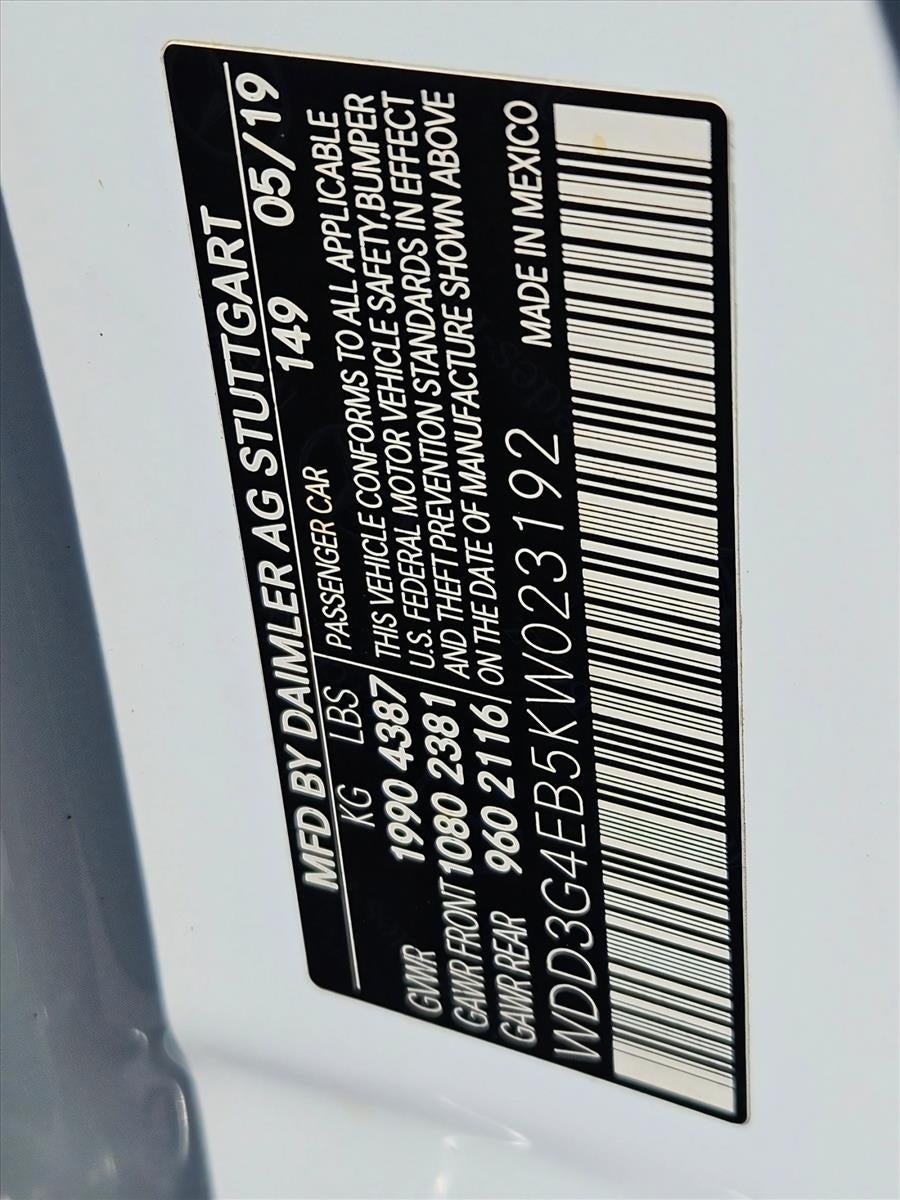 MFD BY DAIMLER AG STUTTGART
KG LBS 149 05/19
PASSENGER CAR
GVWR 1990 4387 THIS VEHICLE CONFORMS TO ALL APPLICABLE
GAWR FRONT 1080 2381 U.S. FEDERAL MOTOR VEHICLE SAFETY,BUMPER
GAWR REAR 960 2116 AND THEFT PREVENTION STANDARDS IN EFFECT
ON THE DATE OF MANUFACTURE SHOWN ABOVE
WDD3G4EB5KW023192 MADE IN MEXICO